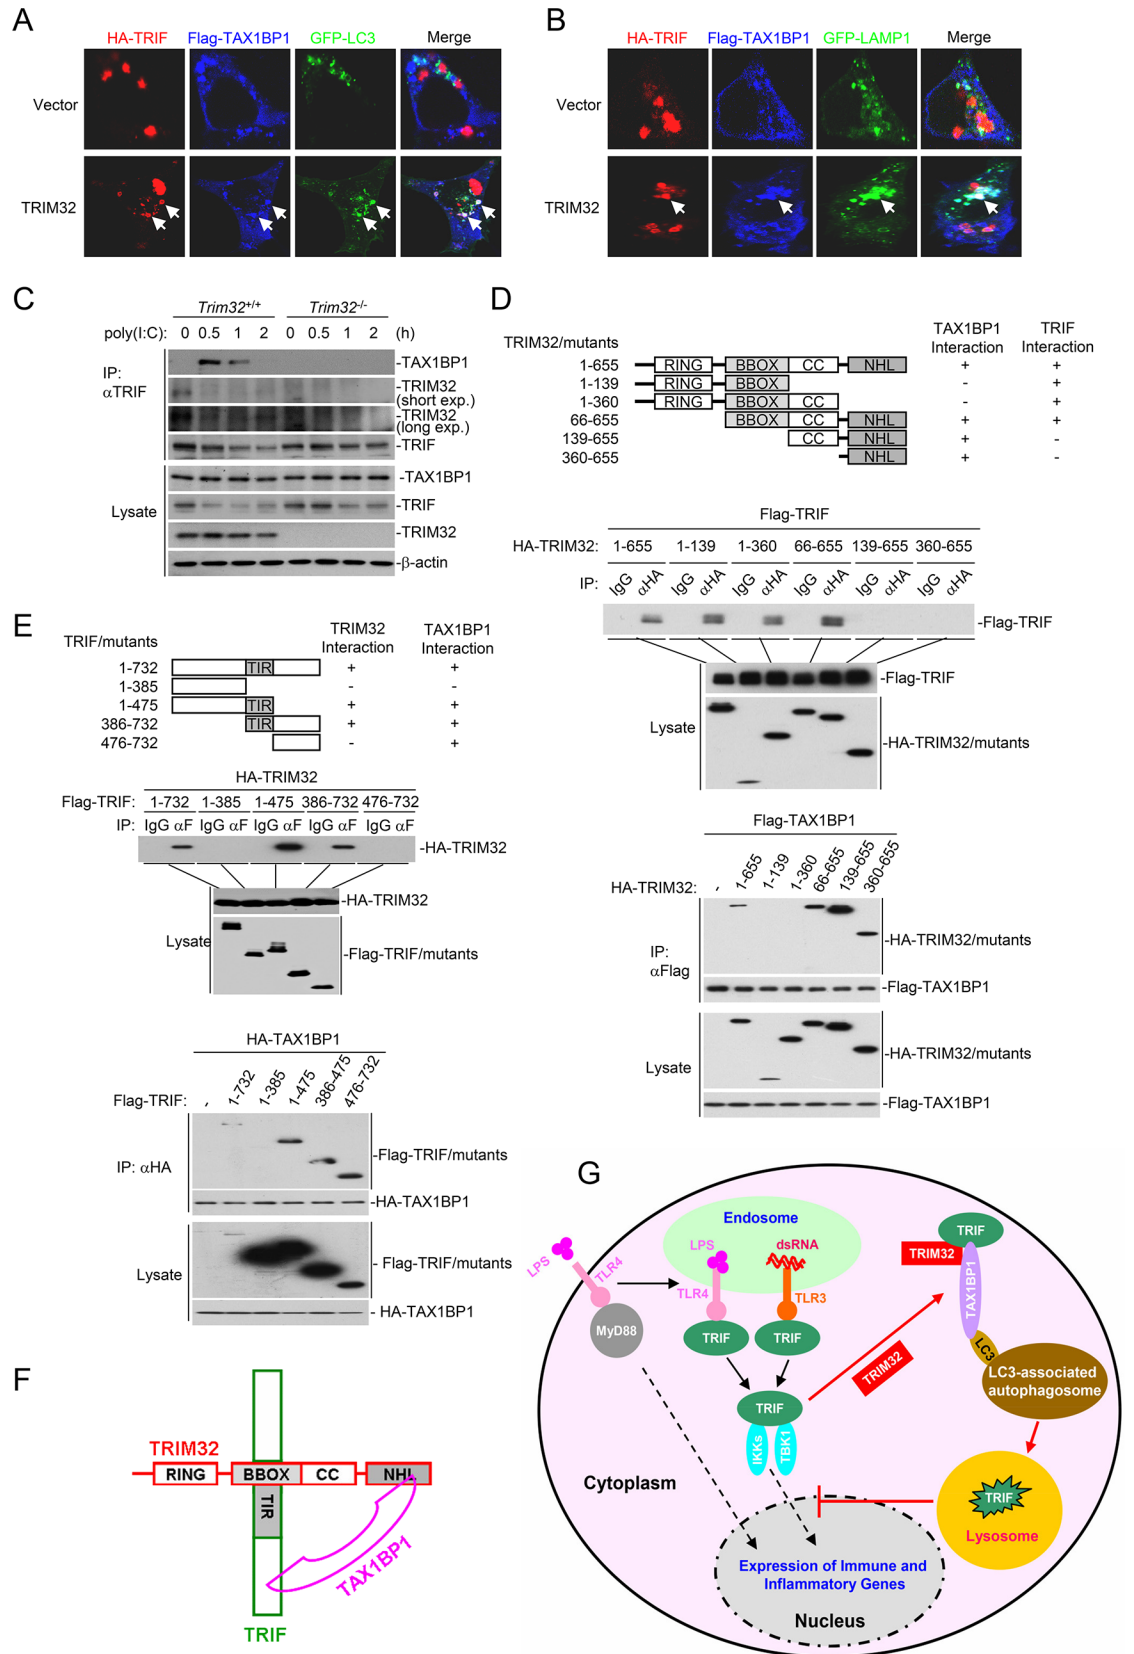 A
HA-TRIF Flag-TAX1BP1 GFP-LC3 Merge
Vector
TRIM32
B
HA-TRIF Flag-TAX1BP1 GFP-LAMP1 Merge
Vector
TRIM32
C
Trim32+/+ Trim32-/-
poly(I:C): 0 0.5 1 2 0 0.5 1 2 (h)
IP:
αTRIF
-TAX1BP1
-TRIM32
(short exp.)
-TRIM32
(long exp.)
-TRIF
Lysate
-TAX1BP1
-TRIF
-TRIM32
-β-actin
D
TRIM32/mutants
TAX1BP1
Interaction
TRIF
Interaction
1-655 RING BBOX CC NHL + +
1-139 RING BBOX - +
1-360 RING BBOX CC - +
66-655 BBOX CC NHL + +
139-655 CC NHL + -
360-655 NHL + -
Flag-TRIF
HA-TRIM32: 1-655 1-139 1-360 66-655 139-655 360-655
IP: IgG αHA IgG αHA IgG αHA IgG αHA IgG αHA IgG αHA
-Flag-TRIF
Lysate
-Flag-TRIF
-HA-TRIM32/mutants
Flag-TAX1BP1
HA-TRIM32: - 1-655 1-139 1-360 66-655 139-655 360-655
IP:
αFlag
-HA-TRIM32/mutants
-Flag-TAX1BP1
Lysate
-HA-TRIM32/mutants
-Flag-TAX1BP1
E
TRIF/mutants
TRIM32
Interaction
TAX1BP1
Interaction
1-732 TIR + +
1-385 - -
1-475 TIR + +
386-732 TIR + +
476-732 - +
HA-TRIM32
Flag-TRIF: 1-732 1-385 1-475 386-732 476-732
IP: IgG αF IgG αF IgG αF IgG αF IgG αF
-HA-TRIM32
Lysate
-HA-TRIM32
-Flag-TRIF/mutants
HA-TAX1BP1
Flag-TRIF: - 1-732 1-385 1-475 386-475 476-732
IP: αHA
-Flag-TRIF/mutants
-HA-TAX1BP1
Lysate
- Flag-TRIF/mutants
- HA-TAX1BP1
F
TRIM32
RING BBOX CC NHL
TIR
TAX1BP1
TRIF
G
Endosome
LPS dsRNA
LPS TLR4
TLR4 TLR3
MyD88
TRIF TRIF
TRIF
IKKs TBK1
TRIM32
TRIF
TRIM32
TAX1BP1
LC3
LC3-associated
autophagosome
TRIF
Lysosome
Cytoplasm
Expression of Immune and
Inflammatory Genes
Nucleus